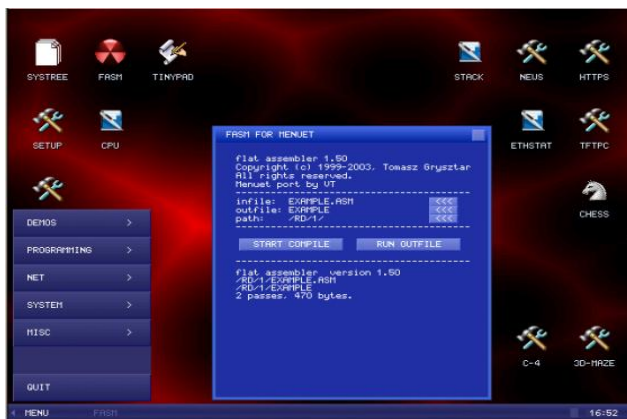 SYSTREE FASM TINYPAD STACK NEUS HTTPS
SETUP CPU ETHSTAT TFTPC
CHESS
C-4 3D-MAZE
FASM FOR MENUET
flat assembler 1.50
Copyright (c) 1999-2003, Tomasz Grysztar
All rights reserved.
Menuet port by VT
infile: EXAMPLE.ASM <<<
outfile: EXAMPLE <<<
path: /RD/1/ <<<
START COMPILE RUN OUTFILE
flat assembler version 1.50
/RD/1/EXAMPLE.ASM
/RD/1/EXAMPLE
2 passes, 470 bytes.
DEMOS >
PROGRAMMING >
NET >
SYSTEM >
MISC >
QUIT
MENU FASM 16:52